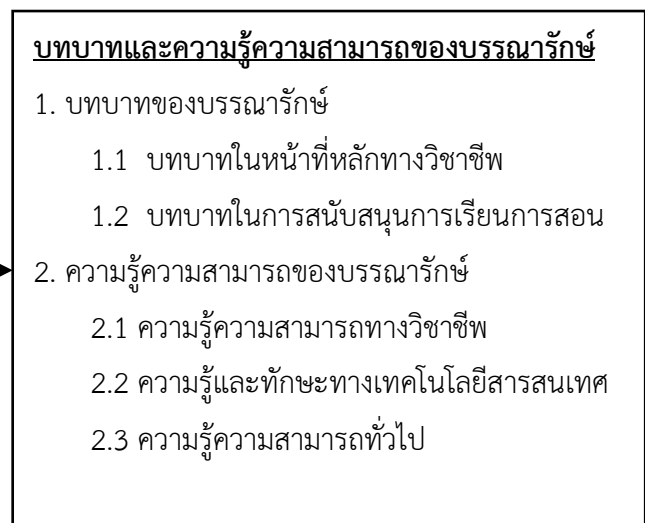 บทบาทและความรู้ความสามารถของบรรณารักษ์
1. บทบาทของบรรณารักษ์
1.1 บทบาทในหน้าที่หลักทางวิชาชีพ
1.2 บทบาทในการสนับสนุนการเรียนการสอน
2. ความรู้ความสามารถของบรรณารักษ์
2.1 ความรู้ความสามารถทางวิชาชีพ
2.2 ความรู้และทักษะทางเทคโนโลยีสารสนเทศ
2.3 ความรู้ความสามารถทั่วไป